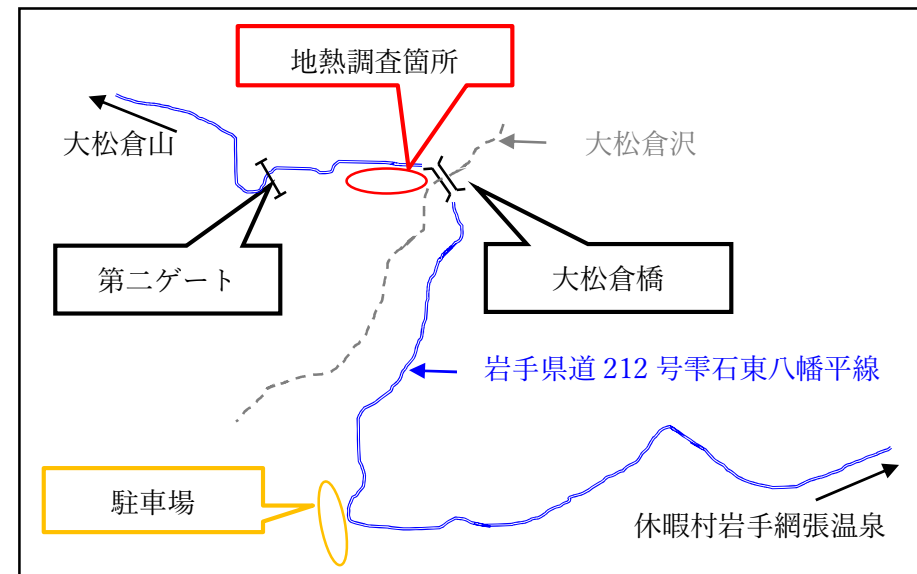 地熱調査箇所
大松倉山
大松倉沢
第二ゲート
大松倉橋
岩手県道 212 号雫石東八幡平線
駐車場
休暇村岩手網張温泉